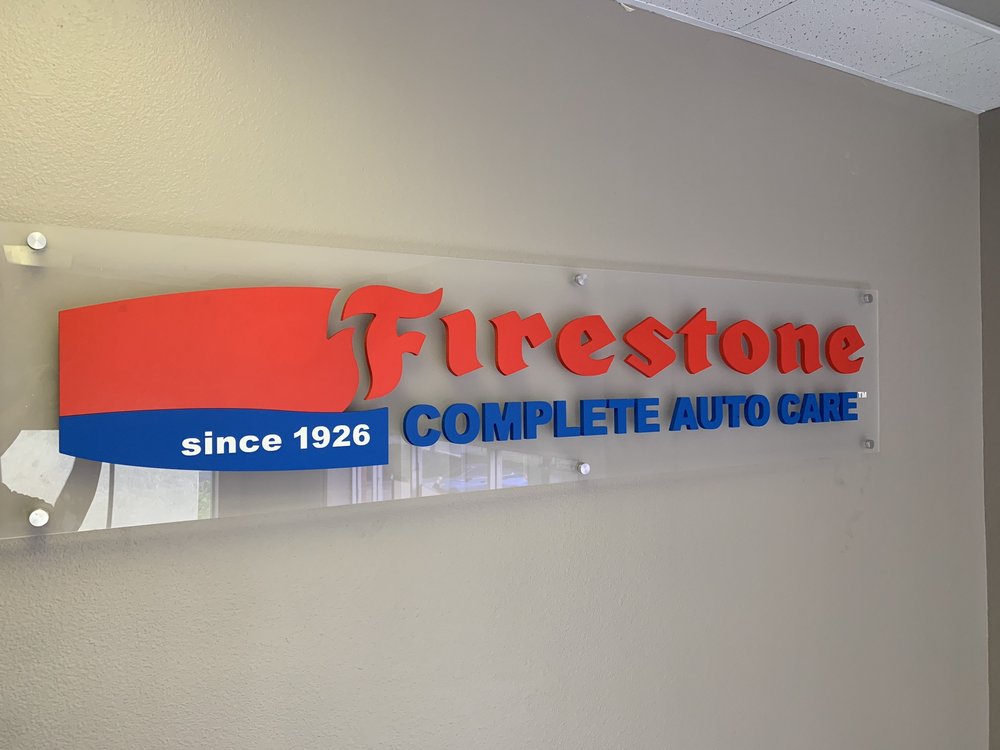 Firestone
COMPLETE AUTO CARE™
since 1926